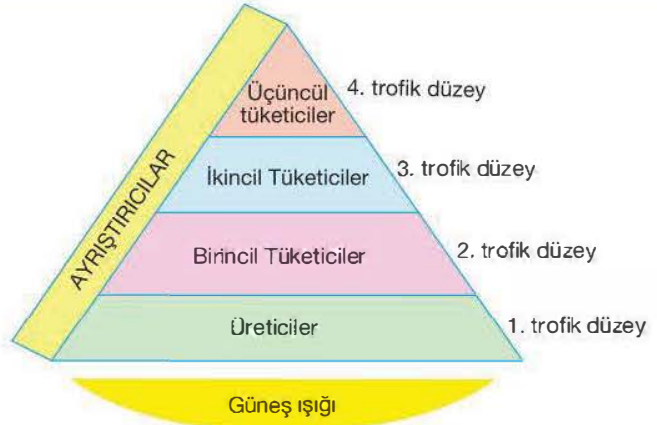 Üçüncül
tüketiciler
4. trofik düzey
İkincil Tüketiciler
3. trofik düzey
AYRIŞTIRICILAR
Birincil Tüketiciler
2. trofik düzey
Üreticiler
1. trofik düzey
Güneş ışığı